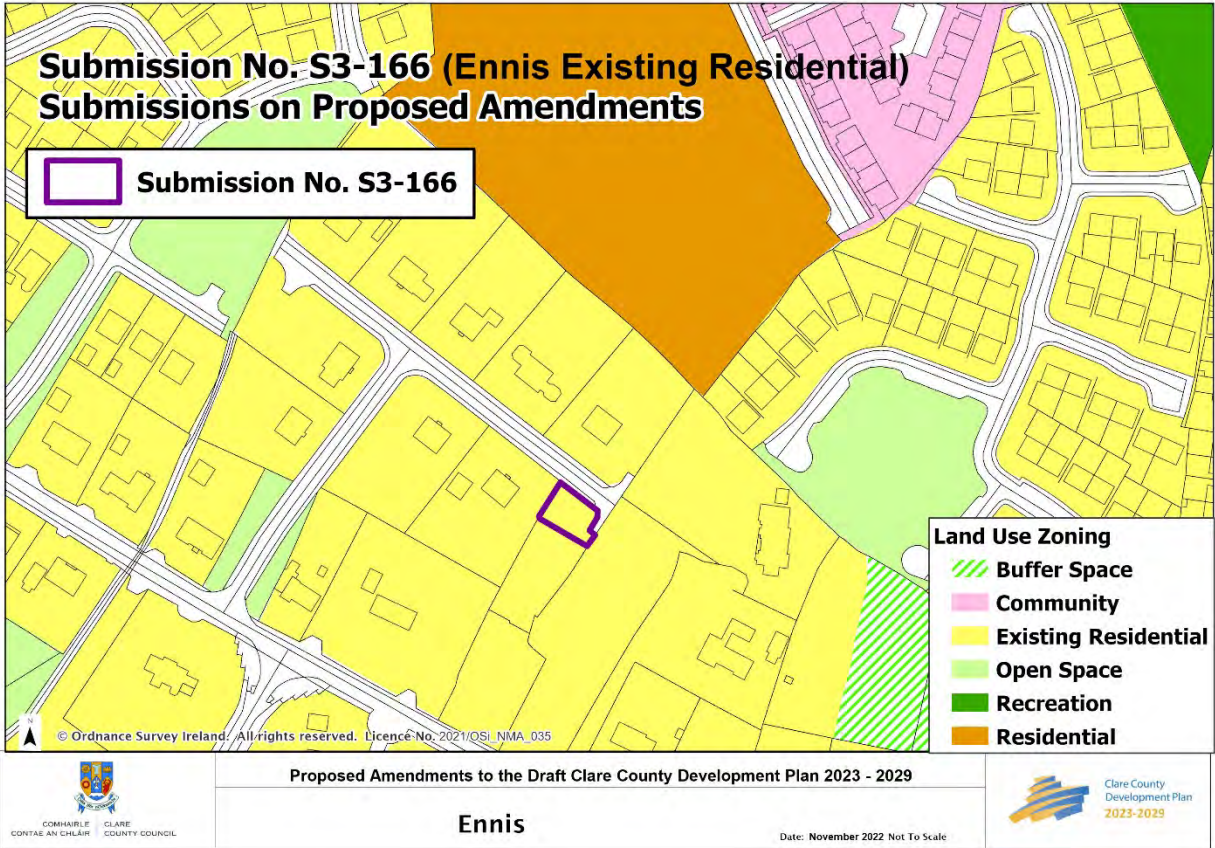 Submission No. S3-166 (Ennis Existing Residential)
Submissions on Proposed Amendments
Submission No. S3-166
Land Use Zoning
Buffer Space
Community
Existing Residential
Open Space
Recreation
Residential
N
© Ordnance Survey Ireland. All rights reserved. Licence No. 2021/OSi_NMA_035
COMHAIRLE CONTAE AN CHLÁIR
CLARE COUNTY COUNCIL
Proposed Amendments to the Draft Clare County Development Plan 2023 - 2029
Ennis
Date: November 2022 Not To Scale
Clare County
Development Plan
2023-2029